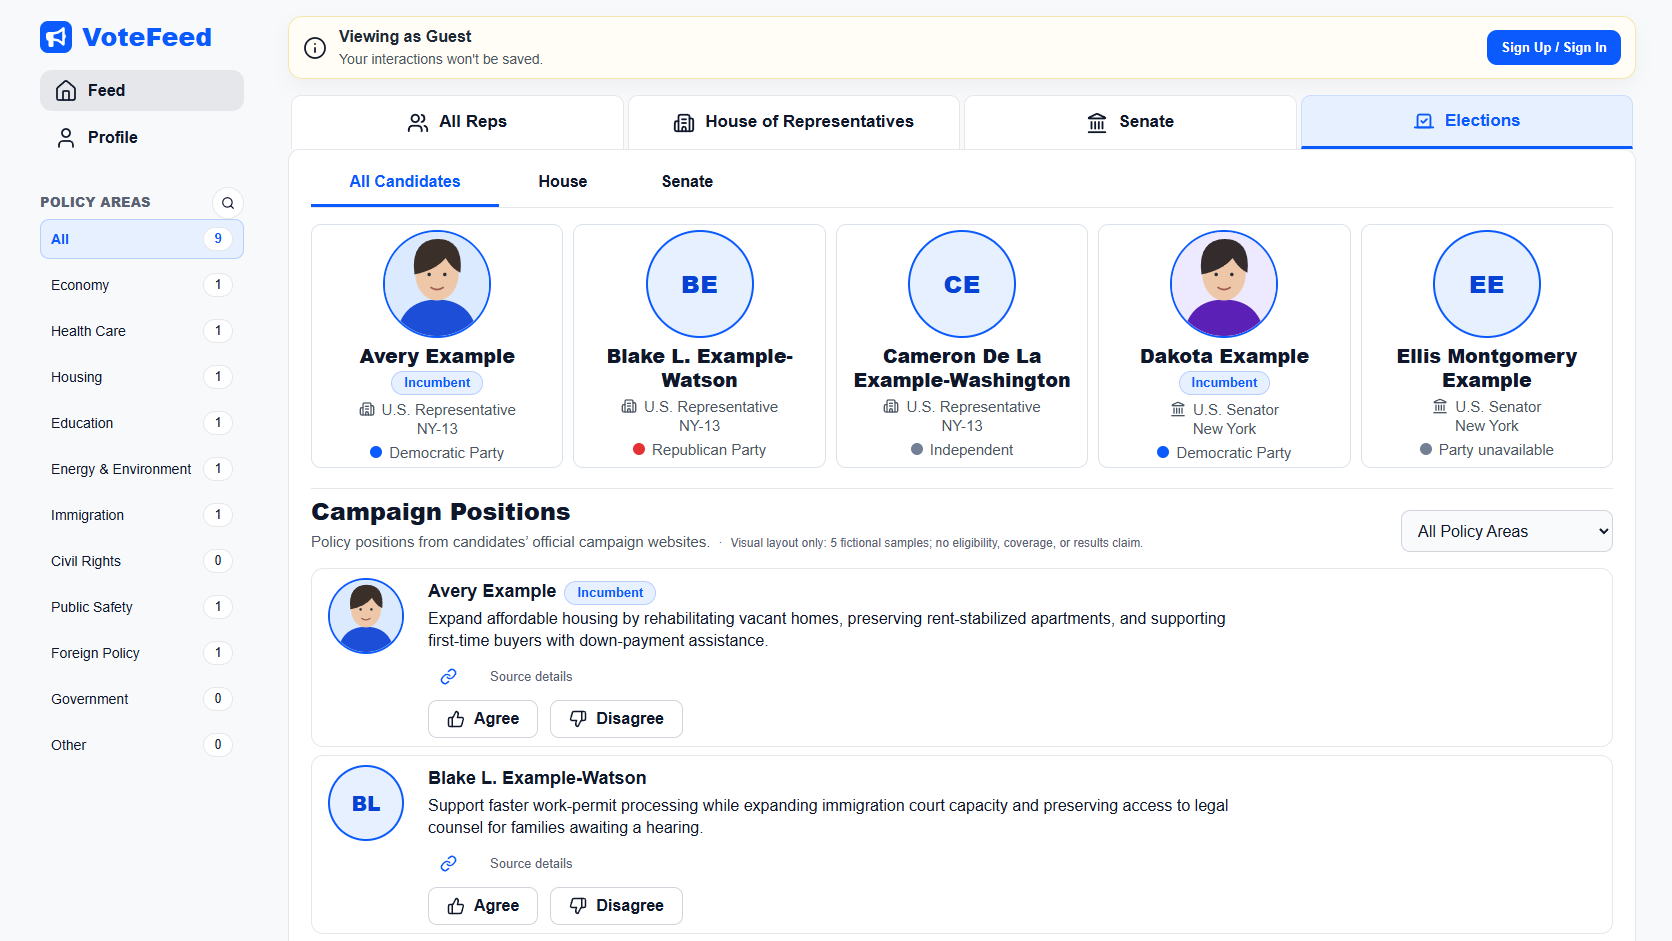 VoteFeed
Feed
Profile
POLICY AREAS
All 9
Economy 1
Health Care 1
Housing 1
Education 1
Energy & Environment 1
Immigration 1
Civil Rights 0
Public Safety 1
Foreign Policy 1
Government 0
Other 0
Viewing as Guest
Your interactions won't be saved.
Sign Up / Sign In
All Reps
House of Representatives
Senate
Elections
All Candidates
House
Senate
Avery Example
Incumbent
U.S. Representative
NY-13
Democratic Party
BE
Blake L. Example-
Watson
U.S. Representative
NY-13
Republican Party
CE
Cameron De La
Example-Washington
U.S. Representative
NY-13
Independent
Dakota Example
Incumbent
U.S. Senator
New York
Democratic Party
EE
Ellis Montgomery
Example
U.S. Senator
New York
Party unavailable
Campaign Positions
Policy positions from candidates’ official campaign websites. · Visual layout only: 5 fictional samples; no eligibility, coverage, or results claim.
All Policy Areas
Avery Example Incumbent
Expand affordable housing by rehabilitating vacant homes, preserving rent-stabilized apartments, and supporting
first-time buyers with down-payment assistance.
Source details
Agree
Disagree
BL
Blake L. Example-Watson
Support faster work-permit processing while expanding immigration court capacity and preserving access to legal
counsel for families awaiting a hearing.
Source details
Agree
Disagree